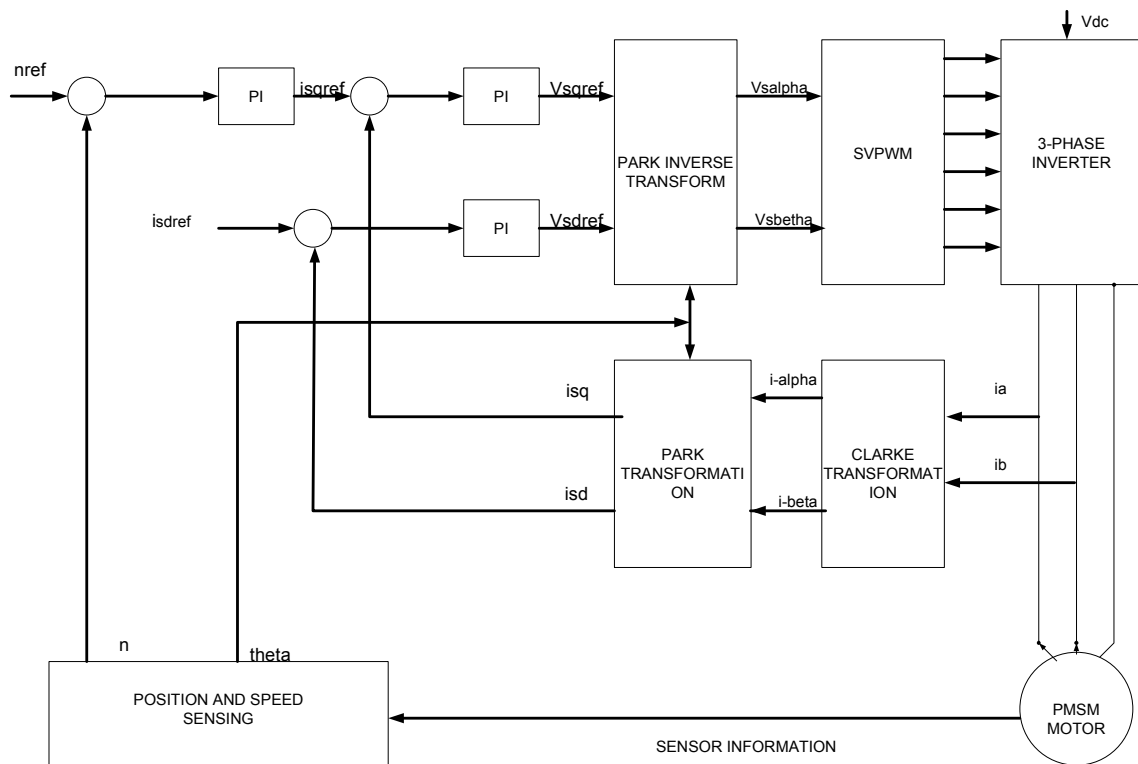 Vdc
nref
PI
isqref
PI
Vsqref
Vsalpha
PARK INVERSE
TRANSFORM
SVPWM
3-PHASE
INVERTER
isdref
PI
Vsdref
Vsbetha
i-alpha
ia
isq
PARK
TRANSFORMATI
ON
CLARKE
TRANSFORMAT
ION
ib
isd
i-beta
n
theta
POSITION AND SPEED
SENSING
PMSM
MOTOR
SENSOR INFORMATION